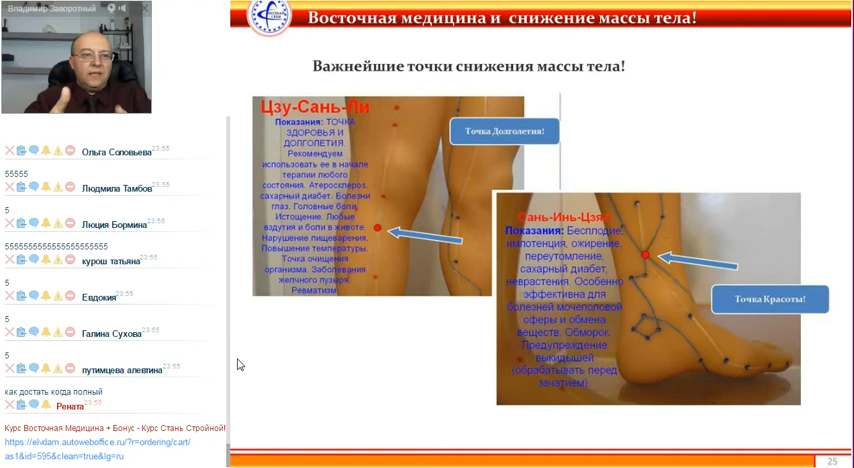 Владимир Заворотный
Восточная медицина и снижение массы тела!
Важнейшие точки снижения массы тела!
Цзу-Сань-Ли
Показания: ТОЧКА
ЗДОРОВЬЯ И
ДОЛГОЛЕТИЯ.
Рекомендуем
использовать ее в начале
терапии любого
состояния. Атеросклероз,
сахарный диабет. Болезни
глаз. Головные боли.
Истощение. Любые
вздутия и боли в животе.
Нарушение пищеварения.
Повышение температуры.
Точка очищения
организма. Заболевания
желчного пузыря.
Ревматизм.
Точка Долголетия!
Сань-Инь-Цзяо
Показания: Бесплодие,
импотенция, ожирение,
переутомление,
сахарный диабет,
неврастения. Особенно
эффективна для
болезней мочеполовой
сферы и обмена
веществ. Обморок.
Предупреждение
выкидышей
(обрабатывать перед
зачатием).
Точка Красоты!
25
Ольга Соловьева 23:55
55555
Людмила Тамбов 23:55
5
Люция Бормина 23:55
5555555555555555555555
курош татьяна 23:55
5
Евдокия 23:55
5
Галина Сухова 23:55
5
путимцева алевтина 23:55
как достать когда полный
Рената 23:55
Курс Восточная Медицина + Бонус - Курс Стань Стройной!
https://elvdam.autoweboffice.ru/?r=ordering/cart/
as1&id=595&clean=true&lg=ru